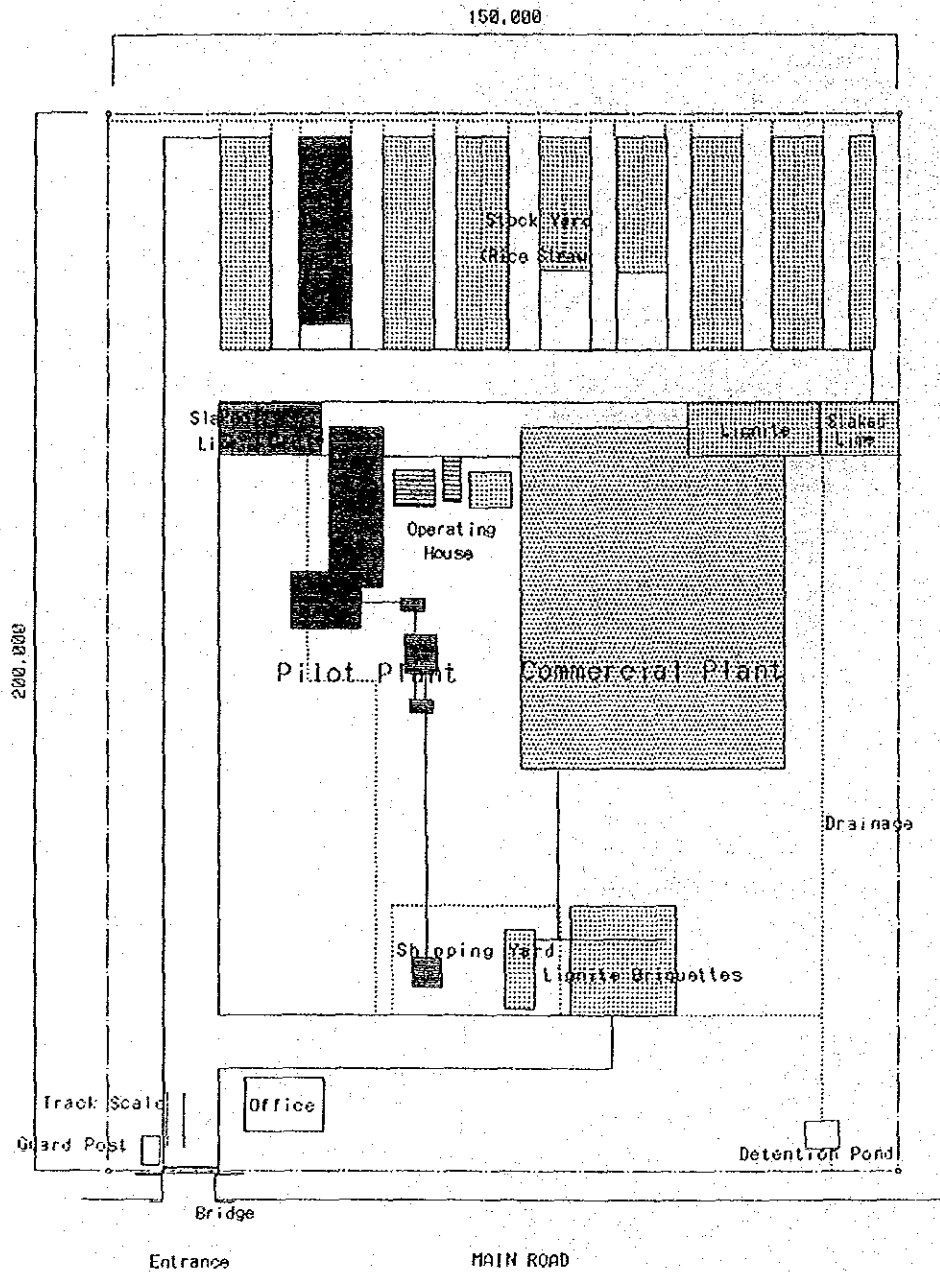 150,000
Stock Yard
(Rice Straw
Lignite
Slaked
Lime
Operating
House
200,000
Pilot Plant
Commercial Plant
Drainage
Shipping Yard
Lignite Briquettes
Track Scale
Office
Guard Post
Detention Pond
Bridge
Entrance
MAIN ROAD